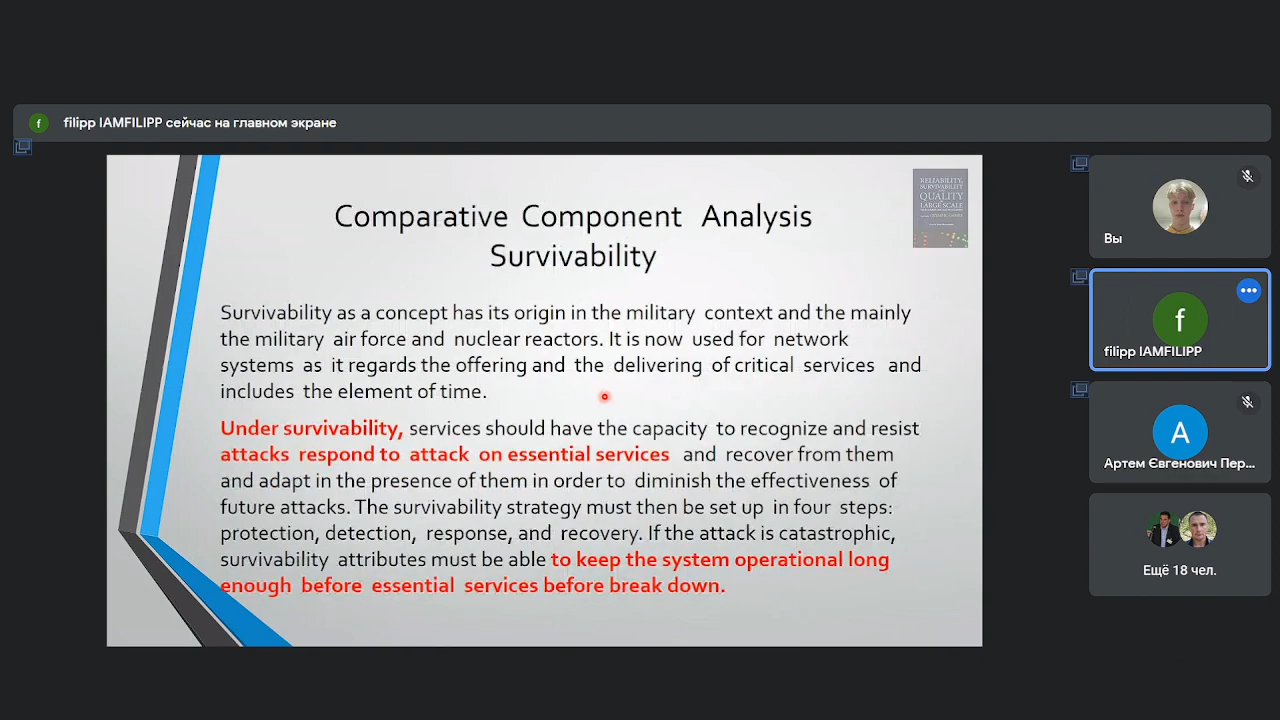 f filipp IAMFILIPP сейчас на главном экране
RELIABILITY,
SURVIVABILITY
QUALITY
LARGE SCALE
Comparative Component Analysis
Survivability
Survivability as a concept has its origin in the military context and the mainly
the military air force and nuclear reactors. It is now used for network
systems as it regards the offering and the delivering of critical services and
includes the element of time.
Under survivability, services should have the capacity to recognize and resist
attacks respond to attack on essential services and recover from them
and adapt in the presence of them in order to diminish the effectiveness of
future attacks. The survivability strategy must then be set up in four steps:
protection, detection, response, and recovery. If the attack is catastrophic,
survivability attributes must be able to keep the system operational long
enough before essential services before break down.
Вы
f
filipp IAMFILIPP
А
Артем Євгенович Пер...
Ещё 18 чел.